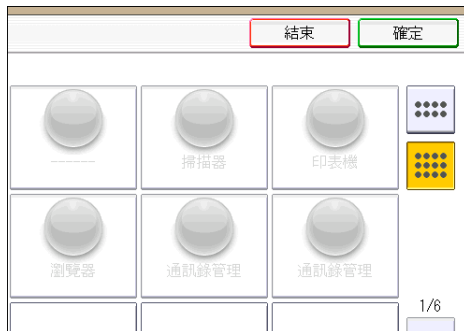 結束 確定
--------
掃描器
印表機
瀏覽器
通訊錄管理
通訊錄管理
1/6